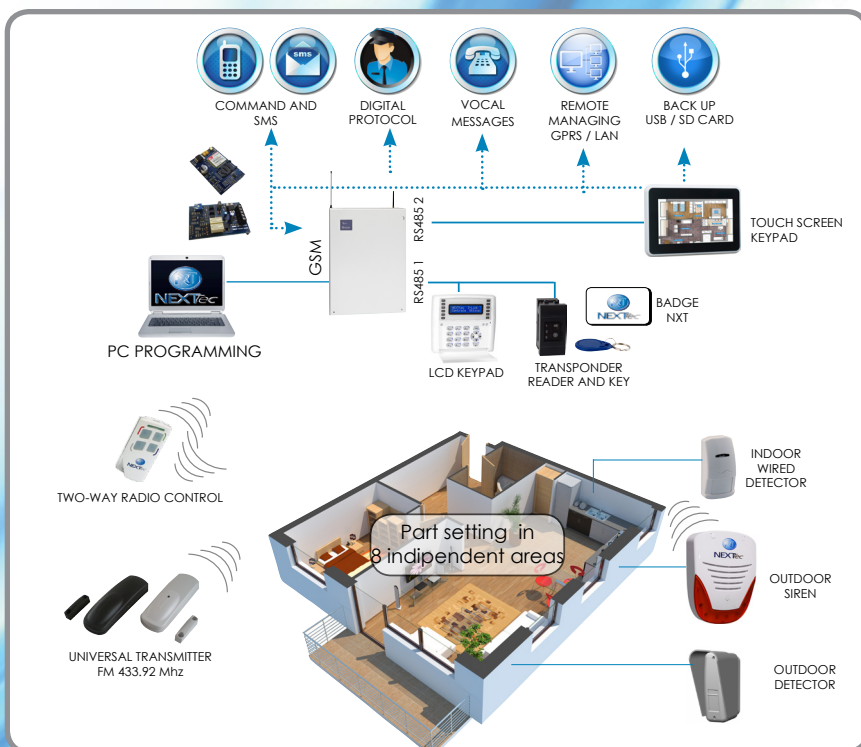 COMMAND AND
SMS
DIGITAL
PROTOCOL
VOCAL
MESSAGES
REMOTE
MANAGING
GPRS / LAN
BACK UP
USB / SD CARD
sms
GSM
RS485 2
RS485 1
TOUCH SCREEN
KEYPAD
NEXTec
PC PROGRAMMING
LCD KEYPAD
TRANSPONDER
READER AND KEY
NEXTec
BADGE
NXT
NEXTec
TWO-WAY RADIO CONTROL
UNIVERSAL TRANSMITTER
FM 433.92 Mhz
Part setting in
8 indipendent areas
INDOOR
WIRED
DETECTOR
NEXTec
OUTDOOR
SIREN
OUTDOOR
DETECTOR